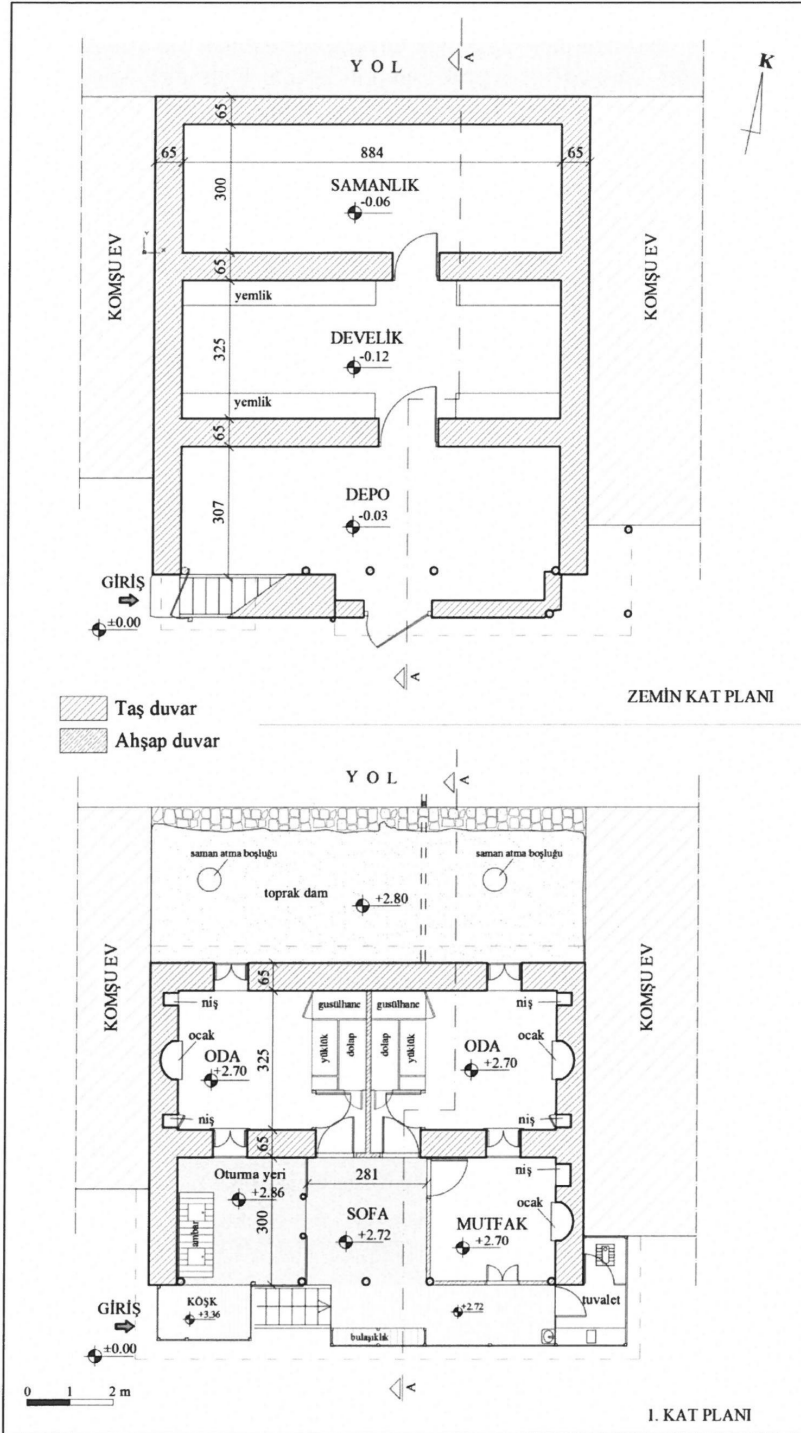 YOL
A
K
65
65
884
65
300
SAMANLIK
-0.06
KOMŞU EV
KOMŞU EV
65
yemlik
325
DEVELİK
-0.12
yemlik
65
DEPO
-0.03
307
GİRİŞ
±0.00
A
ZEMİN KAT PLANI
Taş duvar
Ahşap duvar
YOL
A
saman atma boşluğu
saman atma boşluğu
toprak dam
+2.80
KOMŞU EV
KOMŞU EV
65
niş
gusülhane
gusülhane
niş
ocak
yüklük
dolap
dolap
yüklük
ocak
ODA
+2.70
325
ODA
+2.70
niş
niş
65
Oturma yeri
+2.86
281
niş
ambar
300
SOFA
+2.72
MUTFAK
+2.70
ocak
KÖŞK
+3.36
+2.72
tuvalet
GİRİŞ
±0.00
bulaşıklık
A
0 1 2 m
1. KAT PLANI